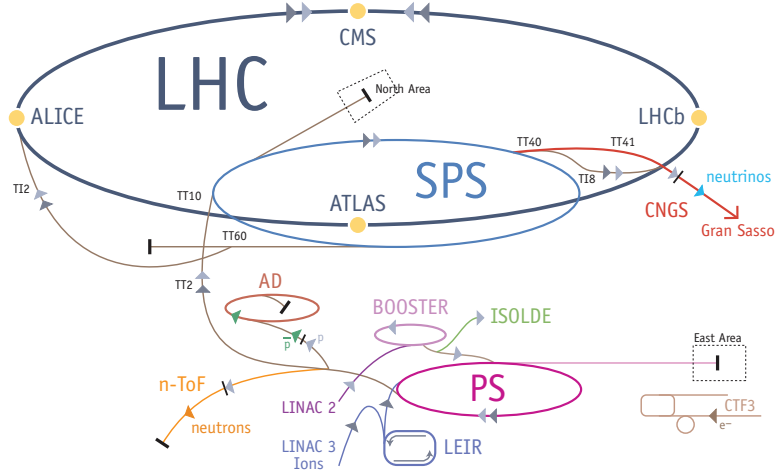 CMS
LHC
North Area
ALICE
LHCb
TT40
TT41
TI8
SPS
neutrinos
TI2
TT10
ATLAS
CNGS
Gran Sasso
TT60
TT2
AD
BOOSTER
ISOLDE
p
p
East Area
n-ToF
PS
LINAC 2
CTF3
neutrons
e–
LINAC 3
Ions
LEIR